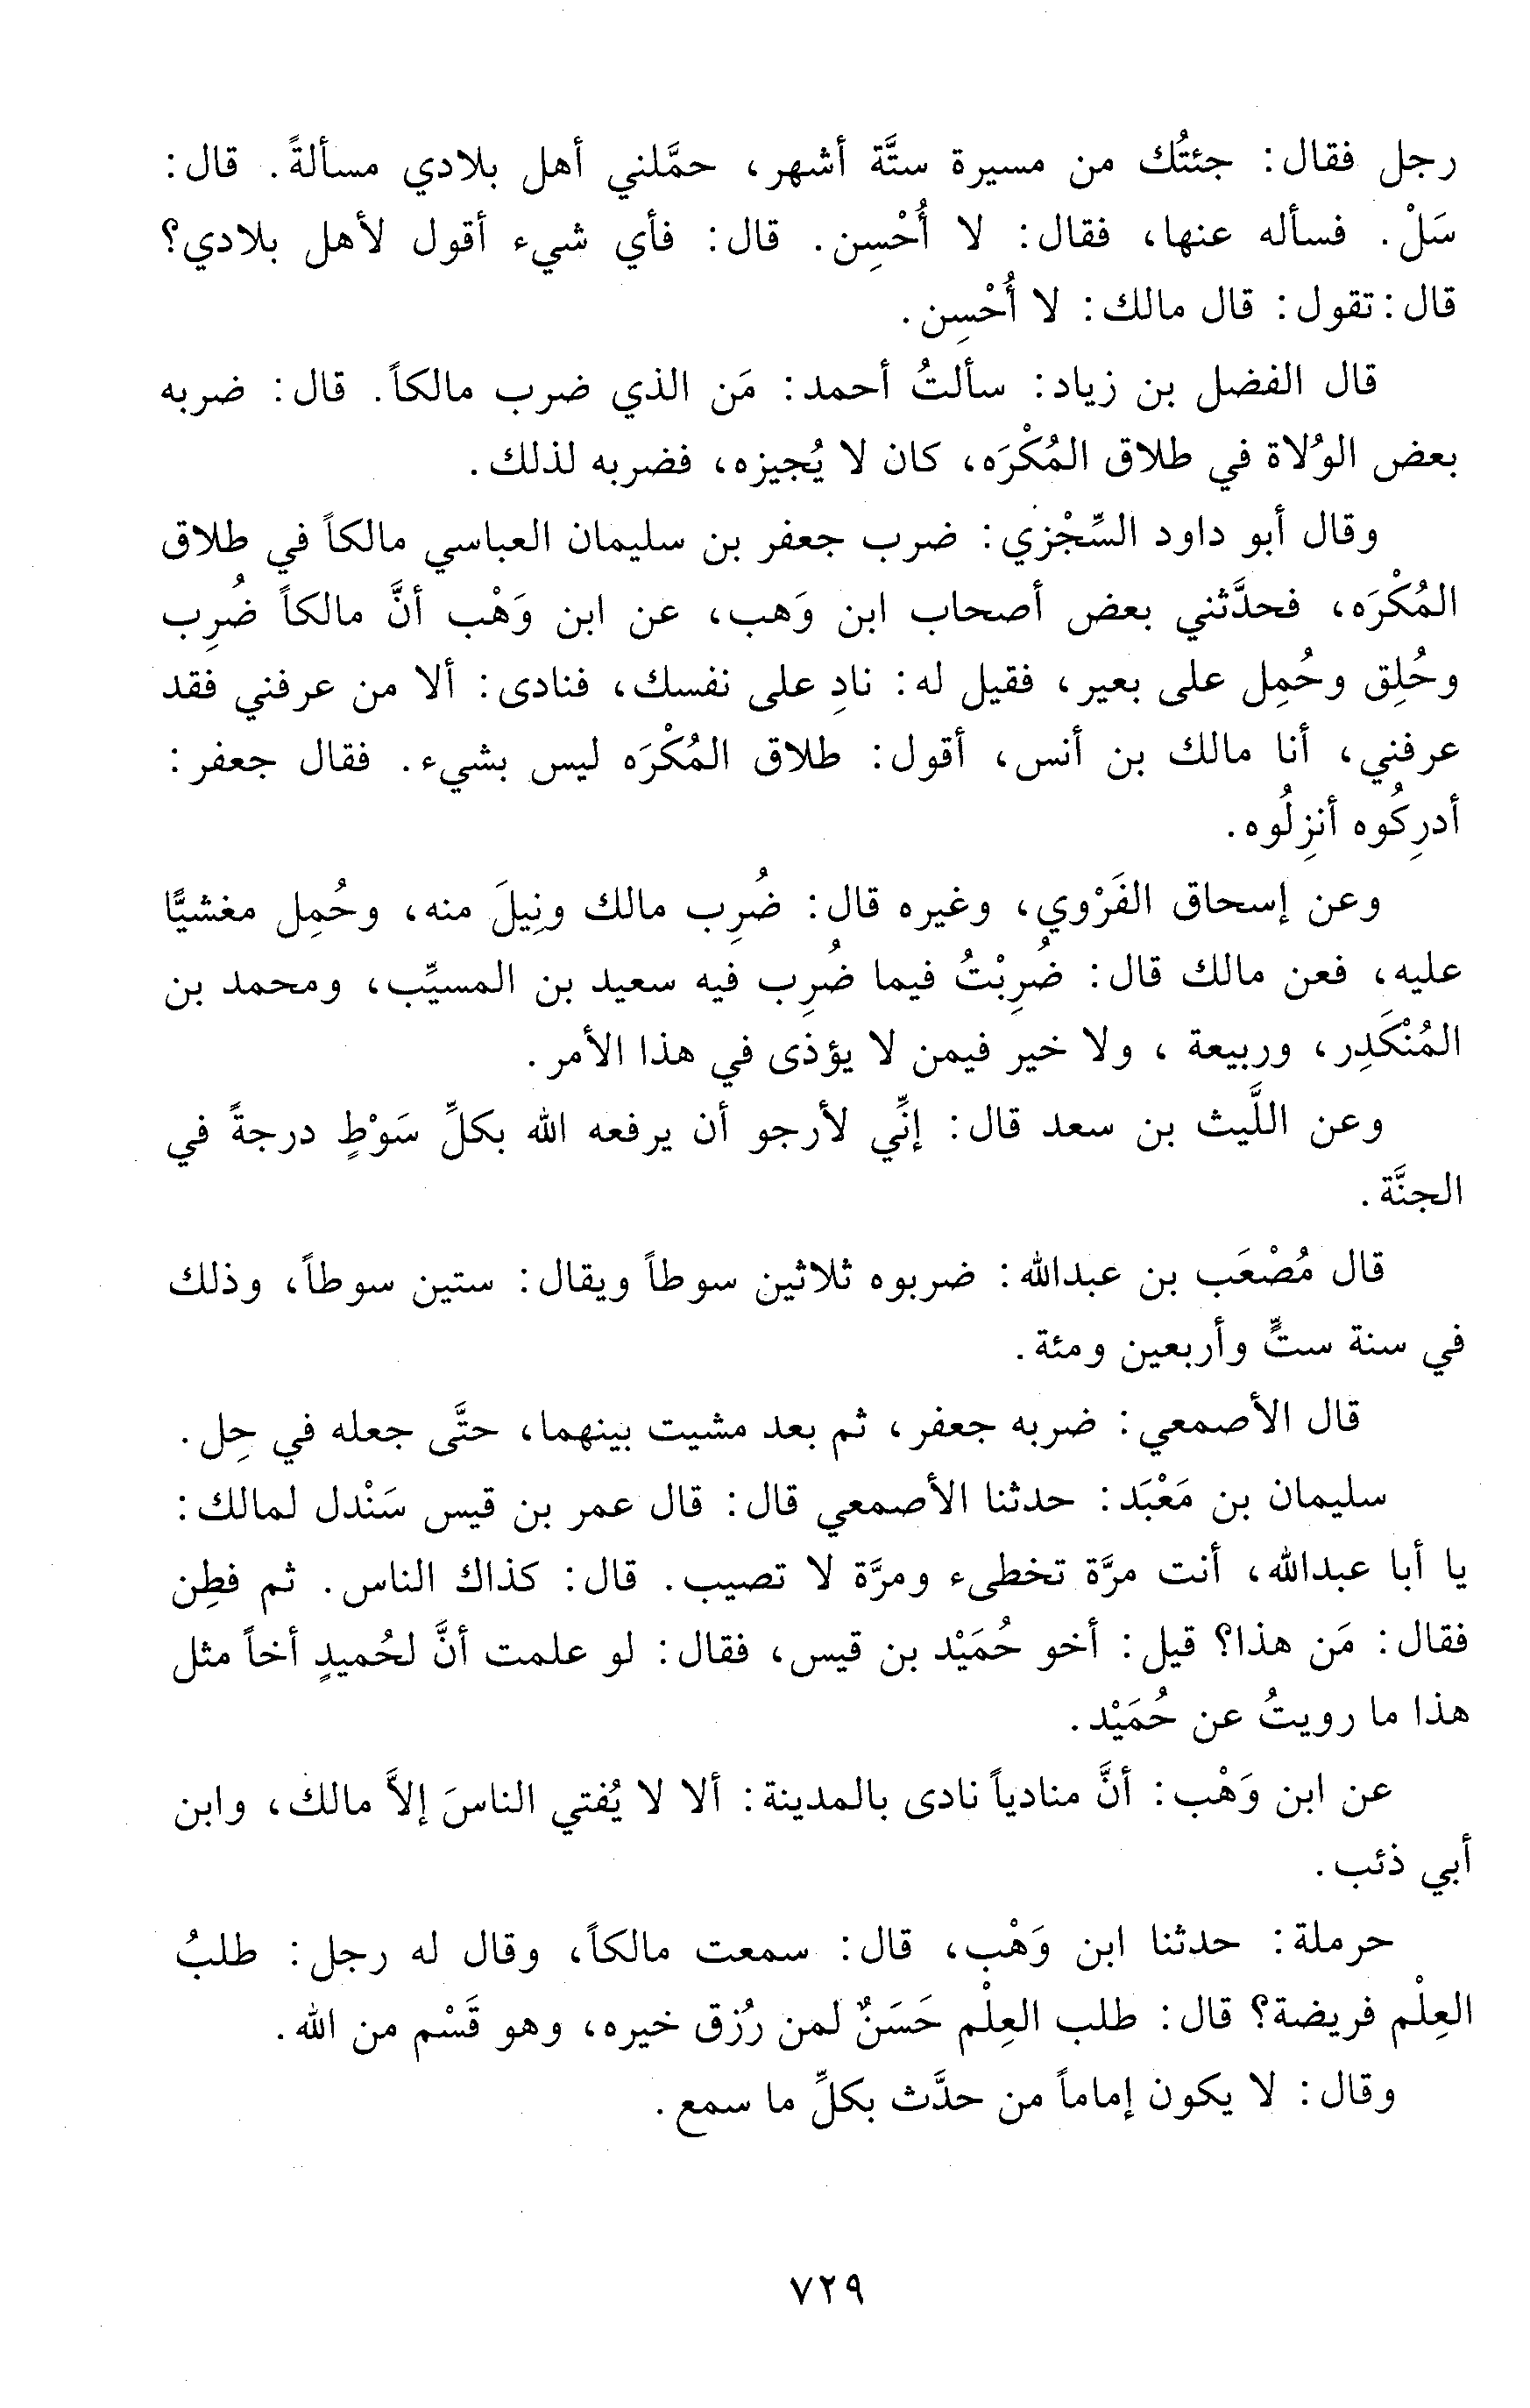 رجل فقال: جئتُك من مسيرة ستَّة أشهر، حمَّلني أهل بلادي مسألةً. قال:
سَلْ. فسأله عنها، فقال: لا أُحْسِن. قال: فأي شيء أقول لأهل بلادي؟
قال: تقول: قال مالك: لا أُحْسِن.
قال الفضل بن زياد: سألتُ أحمد: مَن الذي ضرب مالكاً. قال: ضربه
بعض الوُلاة في طلاق المُكْرَه، كان لا يُجيزه، فضربه لذلك.
وقال أبو داود السِّجْزي: ضرب جعفر بن سليمان العباسي مالكاً في طلاق
المُكْرَه، فحدَّثني بعض أصحاب ابن وَهب، عن ابن وَهْب أنَّ مالكاً ضُرِب
وحُلِق وحُمِل على بعير، فقيل له: نادِ على نفسك، فنادى: ألا من عرفني فقد
عرفني، أنا مالك بن أنس، أقول: طلاق المُكْرَه ليس بشيء. فقال جعفر:
أدرِكُوه أنزِلُوه.
وعن إسحاق الفَرْوي، وغيره قال: ضُرِب مالك ونِيلَ منه، وحُمِل مغشيًّا
عليه، فعن مالك قال: ضُرِبْتُ فيما ضُرِب فيه سعيد بن المسيِّب، ومحمد بن
المُنْكَدِر، وربيعة ، ولا خير فيمن لا يؤذى في هذا الأمر.
وعن اللَّيث بن سعد قال: إنِّي لأرجو أن يرفعه الله بكلِّ سَوْطٍ درجةً في
الجنَّة.
قال مُصْعَب بن عبدالله: ضربوه ثلاثين سوطاً ويقال: ستين سوطاً، وذلك
في سنة ستٍّ وأربعين ومئة.
قال الأصمعي: ضربه جعفر، ثم بعد مشيت بينهما، حتَّى جعله في حِل.
سليمان بن مَعْبَد: حدثنا الأصمعي قال: قال عمر بن قيس سَنْدل لمالك:
يا أبا عبدالله، أنت مرَّة تخطىء ومرَّة لا تصيب. قال: كذاك الناس. ثم فطِن
فقال: مَن هذا؟ قيل: أخو حُمَيْد بن قيس، فقال: لو علمت أنَّ لحُميدٍ أخاً مثل
هذا ما رويتُ عن حُمَيْد.
عن ابن وَهْب: أنَّ منادياً نادى بالمدينة: ألا لا يُفتي الناسَ إلاَّ مالك، وابن
أبي ذئب.
حرملة: حدثنا ابن وَهْب، قال: سمعت مالكاً، وقال له رجل: طلبُ
العِلْم فريضة؟ قال: طلب العِلْم حَسَنٌ لمن رُزق خيره، وهو قَسْم من الله.
وقال: لا يكون إماماً من حدَّث بكلِّ ما سمع.
٧٢٩